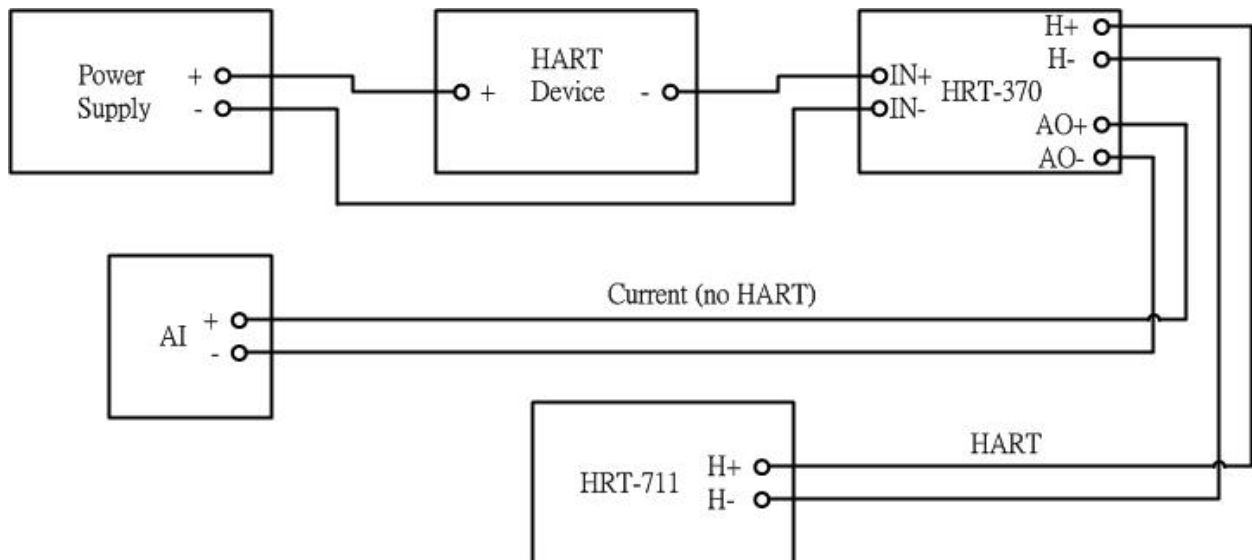 Power
Supply
+
-
+
HART
Device
-
IN+
IN-
HRT-370
H+
H-
AO+
AO-
AI
+
-
Current (no HART)
HRT-711
H+
H-
HART